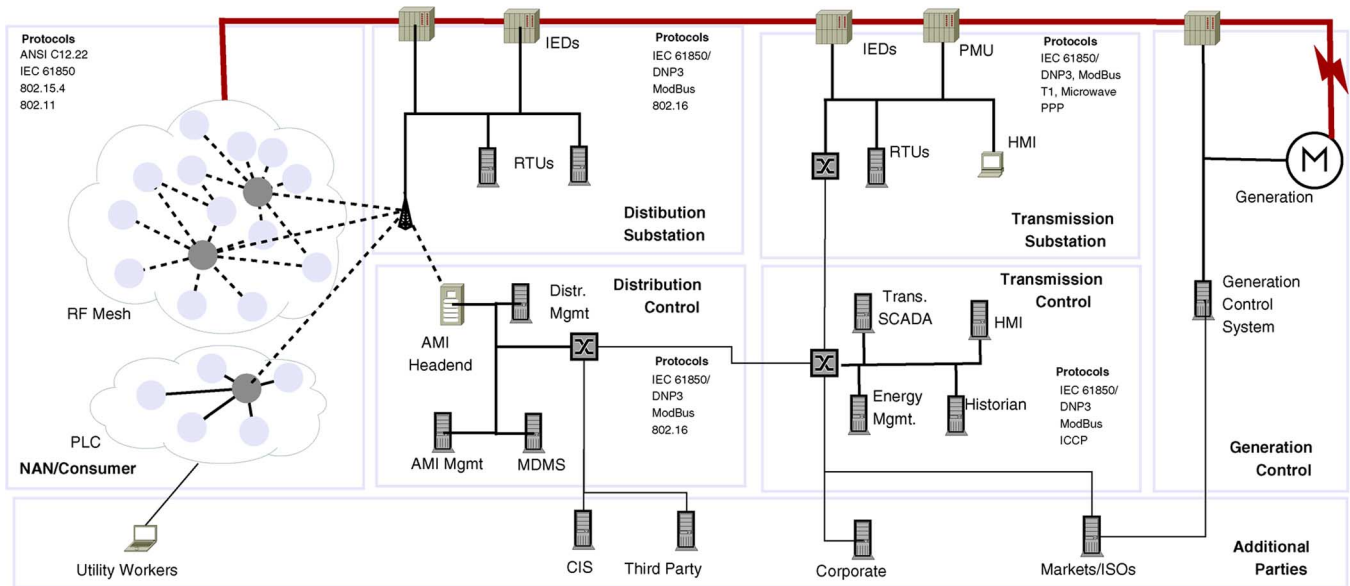 Protocols
ANSI C12.22
IEC 61850
802.15.4
802.11
RF Mesh
PLC
NAN/Consumer
IEDs
Protocols
IEC 61850/
DNP3
ModBus
802.16
RTUs
Distibution
Substation
IEDs
PMU
Protocols
IEC 61850/
DNP3, ModBus
T1, Microwave
PPP
RTUs
HMI
Transmission
Substation
M
Generation
Generation
Control
System
Generation
Control
AMI
Headend
Distr.
Mgmt
Distribution
Control
Protocols
IEC 61850/
DNP3
ModBus
802.16
AMI Mgmt
MDMS
Trans.
SCADA
HMI
Transmission
Control
Energy
Mgmt.
Historian
Protocols
IEC 61850/
DNP3
ModBus
ICCP
Utility Workers
CIS
Third Party
Corporate
Markets/ISOs
Additional
Parties